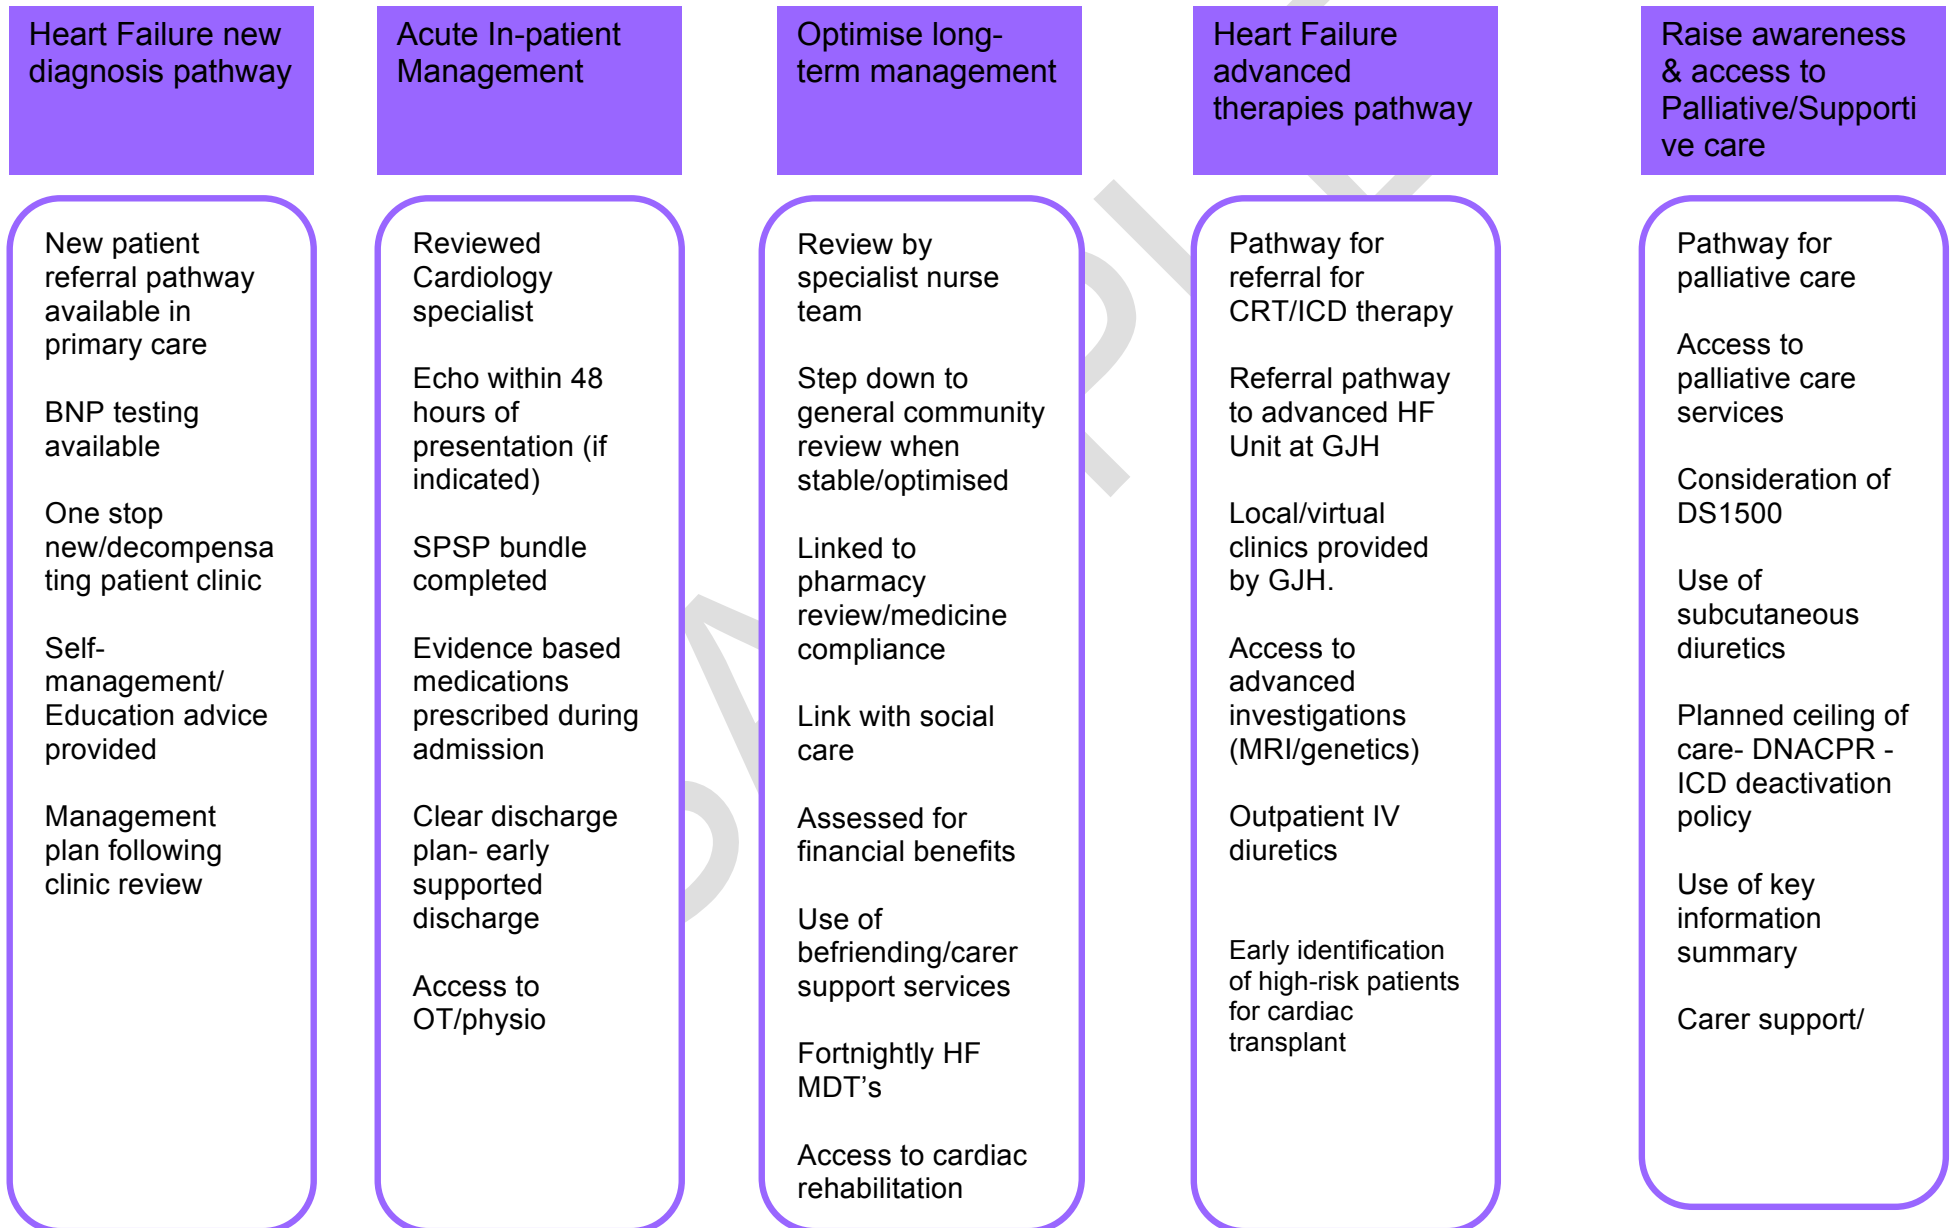 Heart Failure new
diagnosis pathway
New patient
referral pathway
available in
primary care
BNP testing
available
One stop
new/decompensa
ting patient clinic
Self-
management/
Education advice
provided
Management
plan following
clinic review
Acute In-patient
Management
Reviewed
Cardiology
specialist
Echo within 48
hours of
presentation (if
indicated)
SPSP bundle
completed
Evidence based
medications
prescribed during
admission
Clear discharge
plan- early
supported
discharge
Access to
OT/physio
Optimise long-
term management
Review by
specialist nurse
team
Step down to
general community
review when
stable/optimised
Linked to
pharmacy
review/medicine
compliance
Link with social
care
Assessed for
financial benefits
Use of
befriending/carer
support services
Fortnightly HF
MDT’s
Access to cardiac
rehabilitation
Heart Failure
advanced
therapies pathway
Pathway for
referral for
CRT/ICD therapy
Referral pathway
to advanced HF
Unit at GJH
Local/virtual
clinics provided
by GJH.
Access to
advanced
investigations
(MRI/genetics)
Outpatient IV
diuretics
Early identification
of high-risk patients
for cardiac
transplant
Raise awareness
& access to
Palliative/Supporti
ve care
Pathway for
palliative care
Access to
palliative care
services
Consideration of
DS1500
Use of
subcutaneous
diuretics
Planned ceiling of
care- DNACPR -
ICD deactivation
policy
Use of key
information
summary
Carer support/